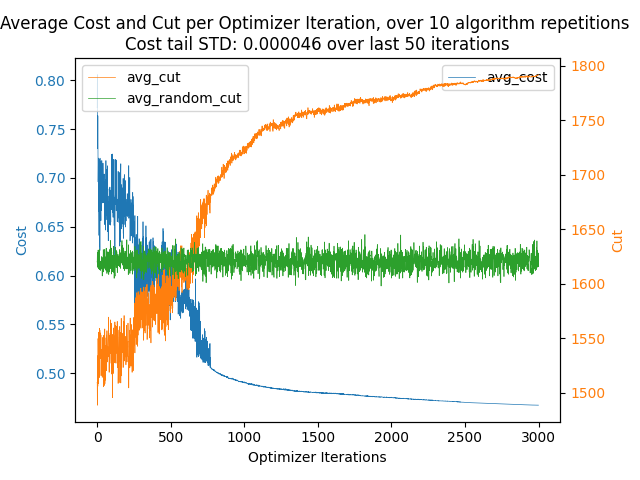 Average Cost and Cut per Optimizer Iteration, over 10 algorithm repetitions
Cost tail STD: 0.000046 over last 50 iterations
avg_cut
avg_random_cut
avg_cost
0.80
0.75
0.70
0.65
0.60
0.55
0.50
Cost
1800
1750
1700
1650
1600
1550
1500
Cut
0
500
1000
1500
2000
2500
3000
Optimizer Iterations